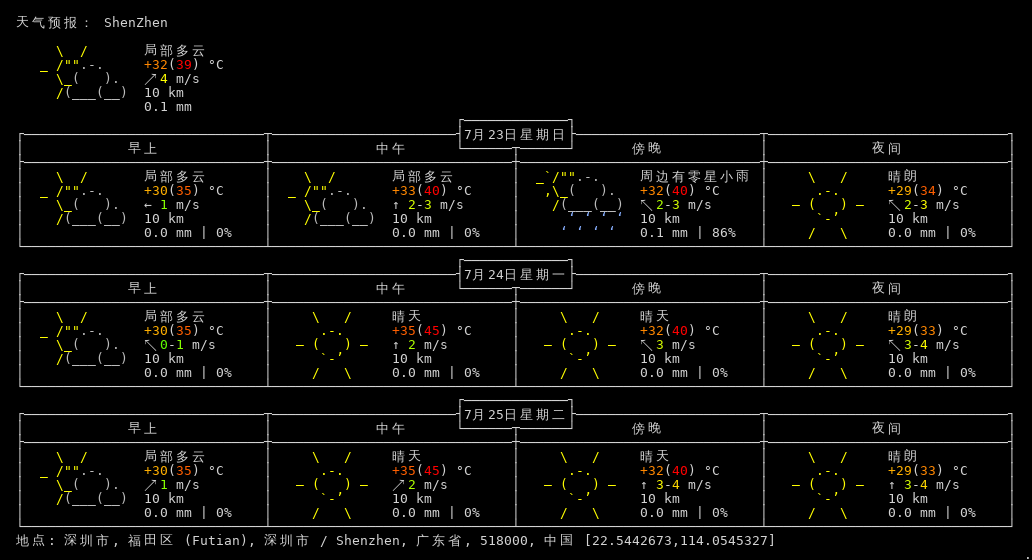 天气预报： ShenZhen
局部多云
+32(39) °C
↗4 m/s
10 km
0.1 mm
7月23日星期日
早上 中午 傍晚 夜间
局部多云 局部多云 周边有零星小雨 晴朗
+30(35) °C +33(40) °C +32(40) °C +29(34) °C
← 1 m/s ↑ 2-3 m/s ↖2-3 m/s ↖2-3 m/s
10 km 10 km 10 km 10 km
0.0 mm | 0% 0.0 mm | 0% 0.1 mm | 86% 0.0 mm | 0%
7月24日星期一
早上 中午 傍晚 夜间
局部多云 晴天 晴天 晴朗
+30(35) °C +35(45) °C +32(40) °C +29(33) °C
↖0-1 m/s ↑ 2 m/s ↖3 m/s ↖3-4 m/s
10 km 10 km 10 km 10 km
0.0 mm | 0% 0.0 mm | 0% 0.0 mm | 0% 0.0 mm | 0%
7月25日星期二
早上 中午 傍晚 夜间
局部多云 晴天 晴天 晴朗
+30(35) °C +35(45) °C +32(40) °C +29(33) °C
↗1 m/s ↗2 m/s ↑ 3-4 m/s ↑ 3-4 m/s
10 km 10 km 10 km 10 km
0.0 mm | 0% 0.0 mm | 0% 0.0 mm | 0% 0.0 mm | 0%
地点: 深圳市, 福田区 (Futian), 深圳市 / Shenzhen, 广东省, 518000, 中国 [22.5442673,114.0545327]